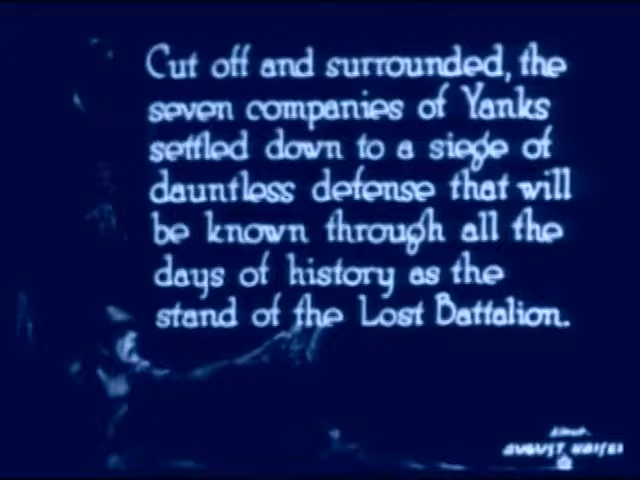 Cut off and surrounded, the
seven companies of Yanks
settled down to a siege of
dauntless defense that will
be known through all the
days of history as the
stand of the Lost Battalion.
AUGUST